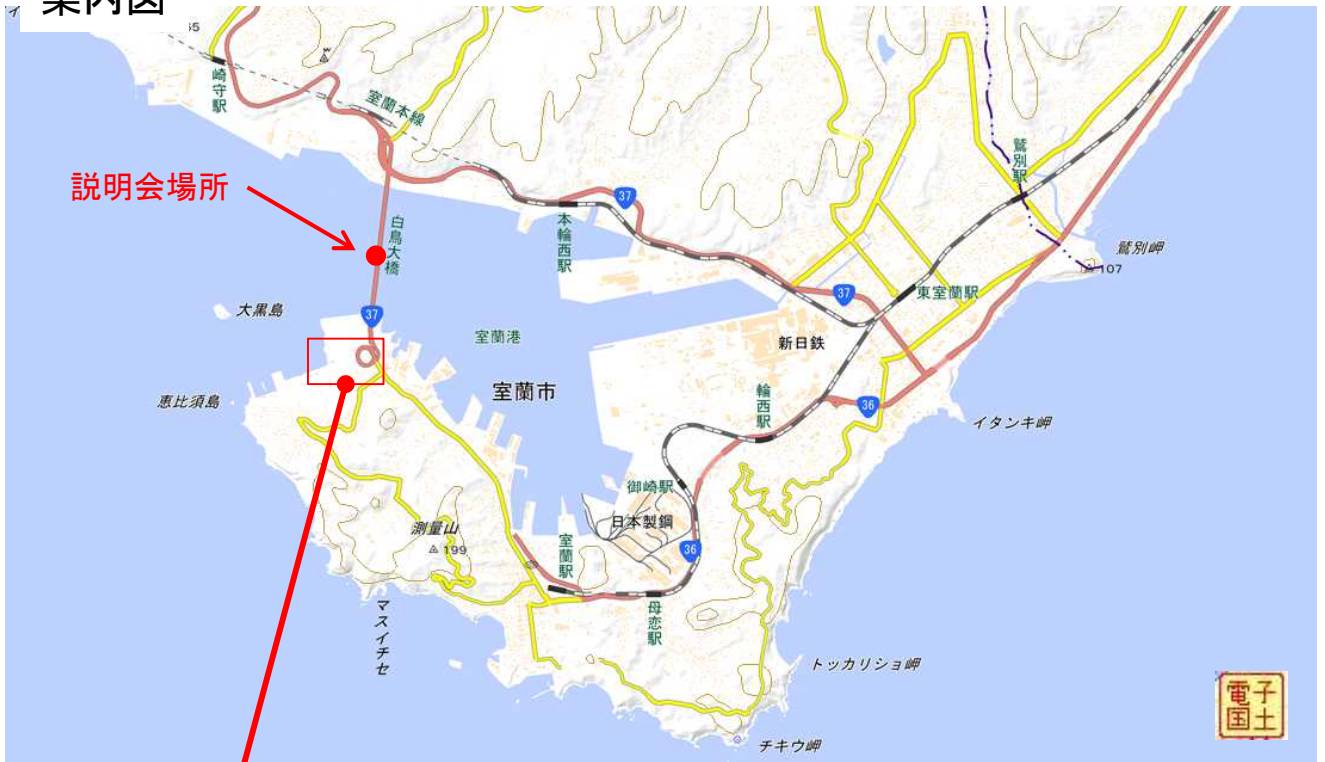 案内図
崎守駅
室蘭本線
説明会場所
白鳥大橋
37
本輪西駅
鷲別駅
鷲別岬
107
大黒島
37
室蘭港
37
東室蘭駅
新日鉄
恵比須島
室蘭市
輪西駅
36
イタンキ岬
御崎駅
日本製鋼
測量山
199
室蘭駅
36
母恋駅
マスイチセ
トッカリショ岬
チキウ岬
電子
国土